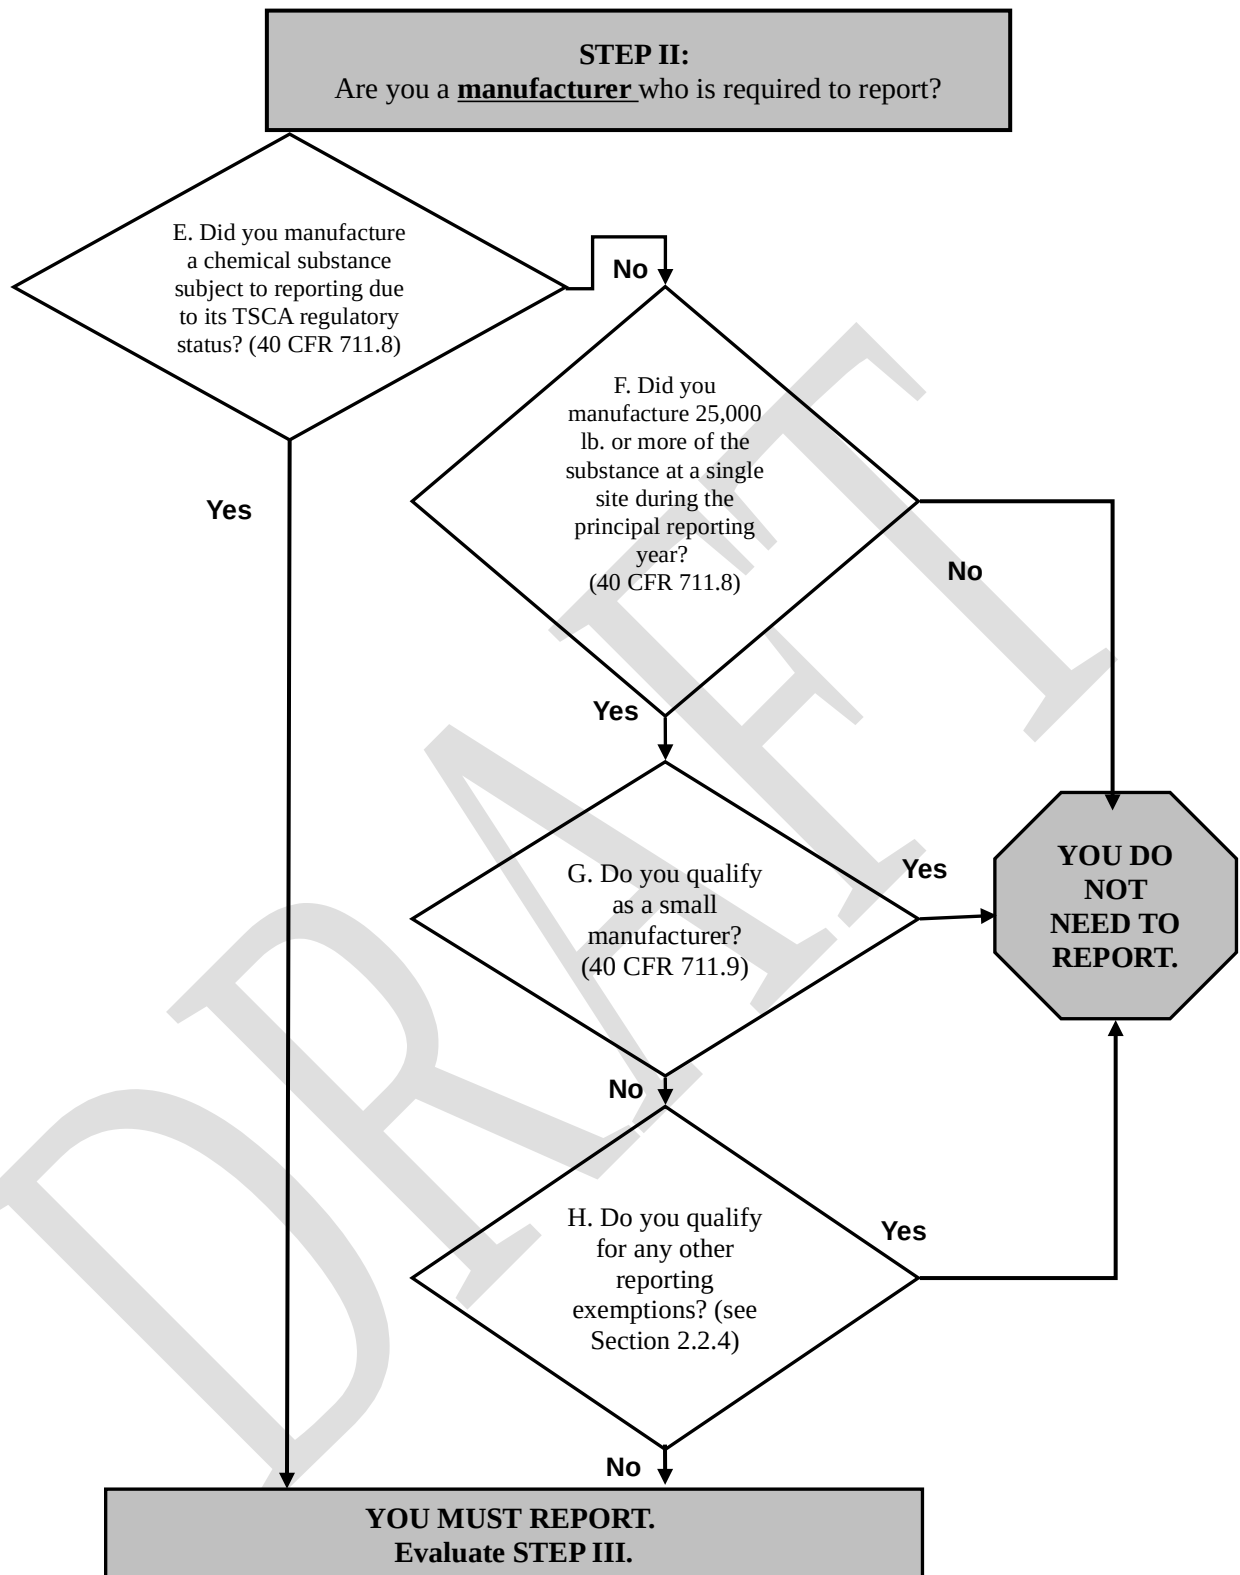 STEP II:
Are you a manufacturer who is required to report?
E. Did you manufacture
a chemical substance
subject to reporting due
to its TSCA regulatory
status? (40 CFR 711.8)
No
F. Did you
manufacture 25,000
lb. or more of the
substance at a single
site during the
principal reporting
year?
(40 CFR 711.8)
Yes
No
Yes
G. Do you qualify
as a small
manufacturer?
(40 CFR 711.9)
Yes
YOU DO
NOT
NEED TO
REPORT.
No
H. Do you qualify
for any other
reporting
exemptions? (see
Section 2.2.4)
Yes
No
YOU MUST REPORT.
Evaluate STEP III.
DRAFT